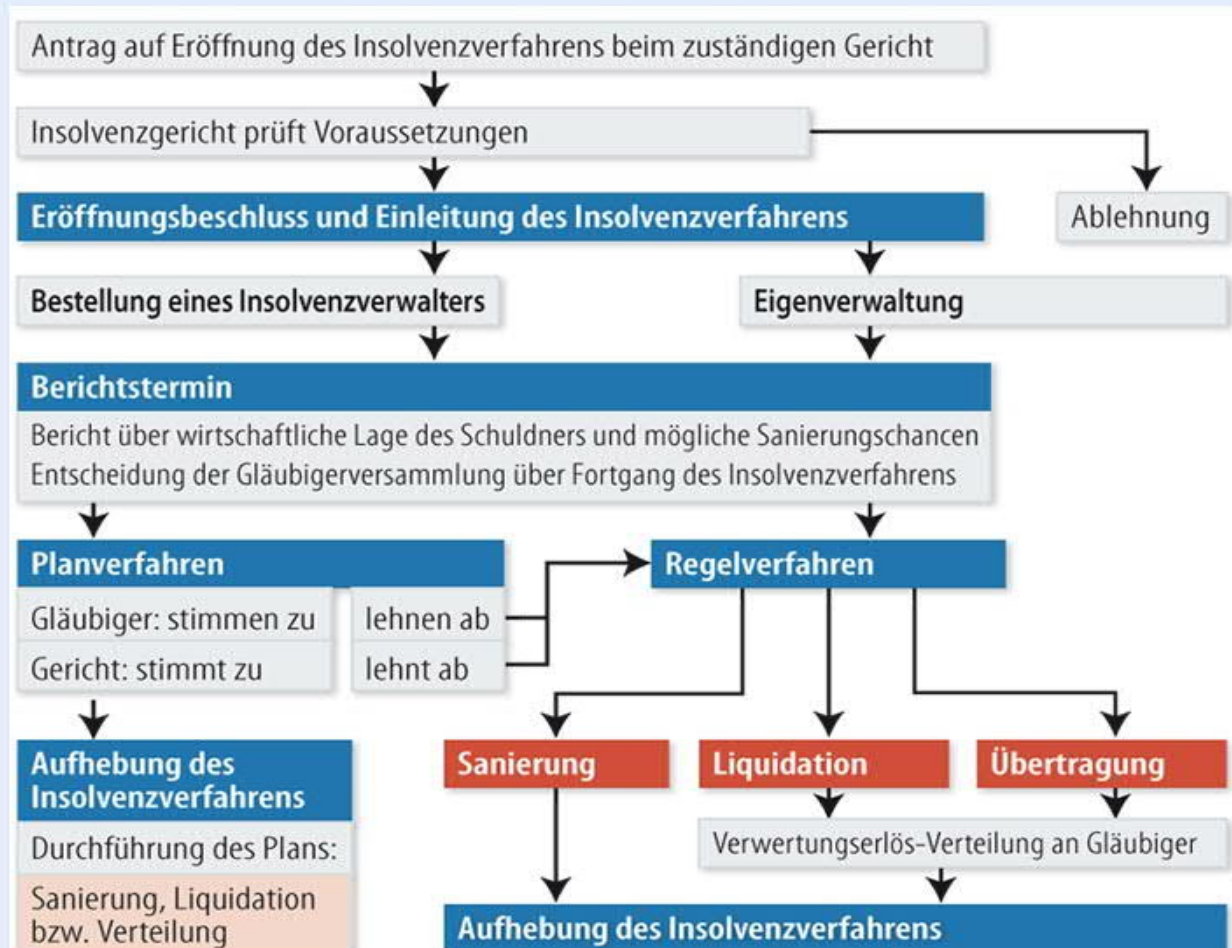 Antrag auf Eröffnung des Insolvenzverfahrens beim zuständigen Gericht
Insolvenzgericht prüft Voraussetzungen
Eröffnungsbeschluss und Einleitung des Insolvenzverfahrens
Ablehnung
Bestellung eines Insolvenzverwalters
Eigenverwaltung
Berichtstermin
Bericht über wirtschaftliche Lage des Schuldners und mögliche Sanierungschancen
Entscheidung der Gläubigerversammlung über Fortgang des Insolvenzverfahrens
Planverfahren
Gläubiger: stimmen zu
lehnen ab
Gericht: stimmt zu
lehnt ab
Regelverfahren
Aufhebung des
Insolvenzverfahrens
Durchführung des Plans:
Sanierung, Liquidation
bzw. Verteilung
Sanierung
Liquidation
Übertragung
Verwertungserlös-Verteilung an Gläubiger
Aufhebung des Insolvenzverfahrens